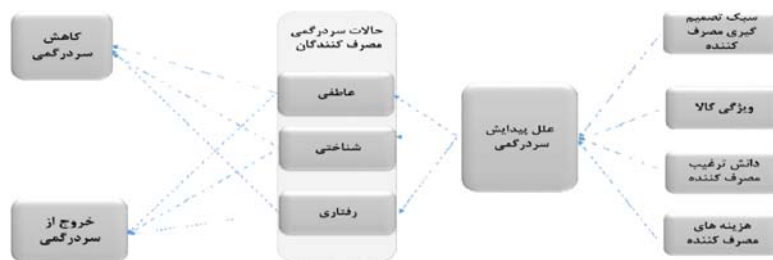 سبک تصمیم
گیری مصرف
کننده
ویژگی کالا
دانش ترغیب
مصرف کننده
هزینه های
مصرف کننده
علل پیدایش
سردرگمی
حالات سردرگمی
مصرف کنندگان
عاطفی
شناختی
رفتاری
کاهش
سردرگمی
خروج از
سردرگمی